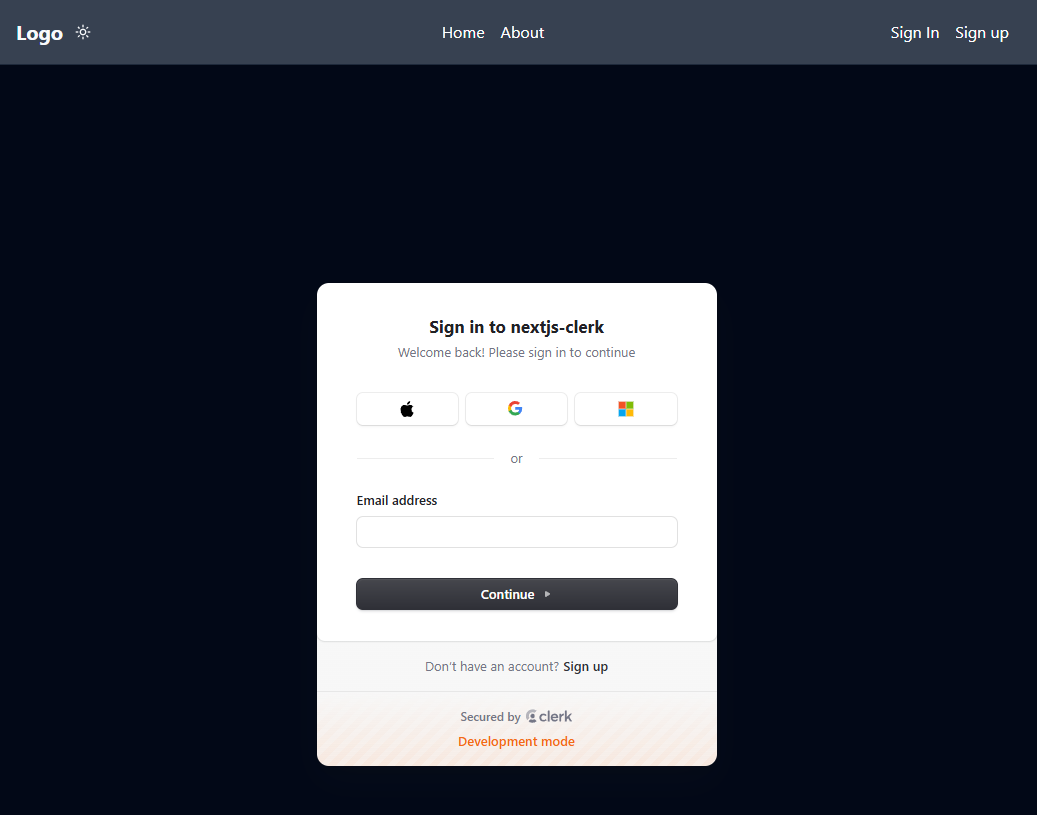 Logo
Home About
Sign In Sign up
Sign in to nextjs-clerk
Welcome back! Please sign in to continue
or
Email address
Continue
Don't have an account? Sign up
Secured by clerk
Development mode